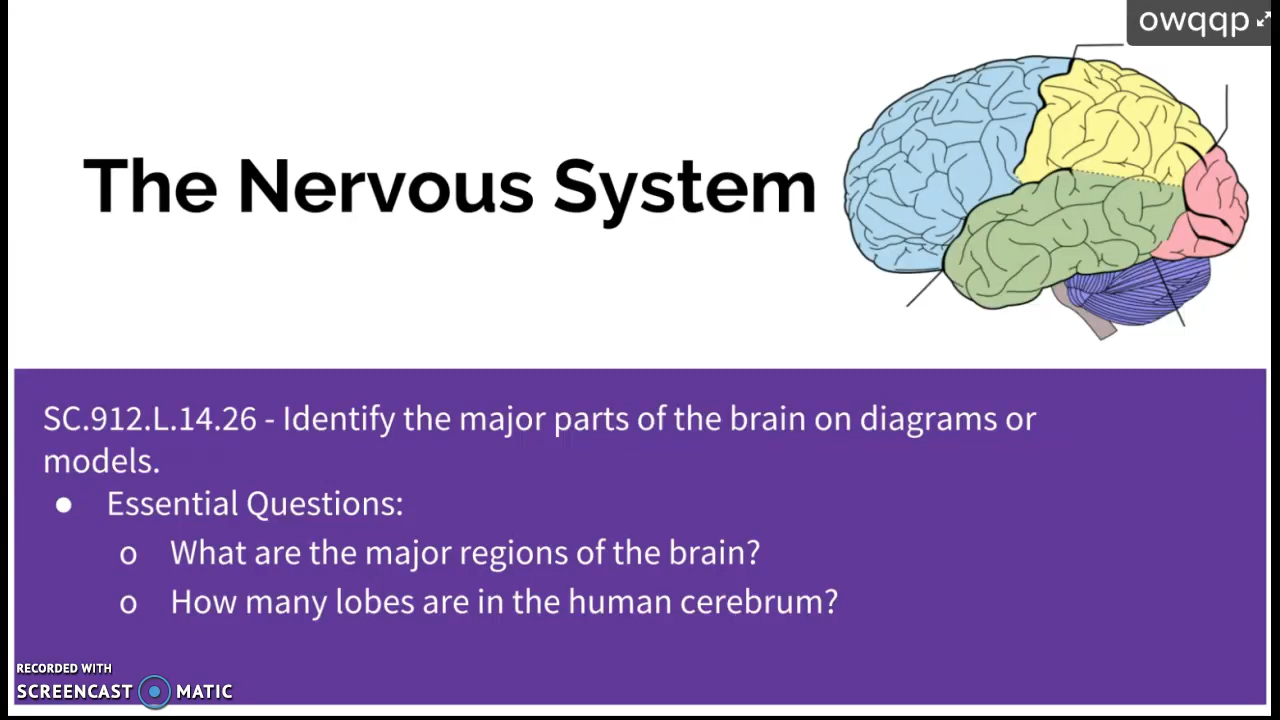 owqqp
The Nervous System
SC.912.L.14.26 - Identify the major parts of the brain on diagrams or
models.
● Essential Questions:
o What are the major regions of the brain?
o How many lobes are in the human cerebrum?
RECORDED WITH
SCREENCAST MATIC